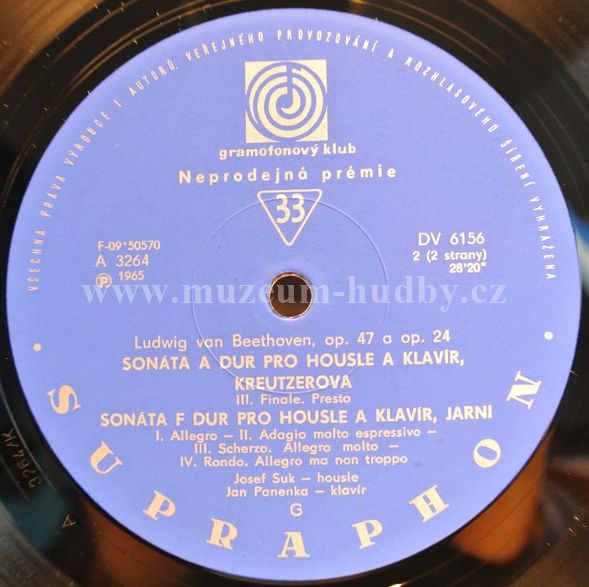 VŠECHNA PRÁVA VÝROBCE I AUTORŮ, VEŘEJNÉHO PROVOZOVÁNÍ A ROZHLASOVÉHO ŠÍŘENÍ VYHRAŽENA
gramofonový klub
Neprodejná prémie
33
F-09*50570
A 3264
Ⓟ 1965
DV 6156
2 (2 strany)
28'20"
www.muzeum-hudby.cz
Ludwig van Beethoven, op. 47 a op. 24
SONÁTA A DUR PRO HOUSLE A KLAVÍR,
KREUTZEROVA
III. Finale. Presto
SONÁTA F DUR PRO HOUSLE A KLAVÍR, JARNI
I. Allegro – II. Adagio molto espressivo –
III. Scherzo. Allegro molto –
IV. Rondo. Allegro ma non troppo
Josef Suk – housle
Jan Panenka – klavír
G
• SUPRAPHON •